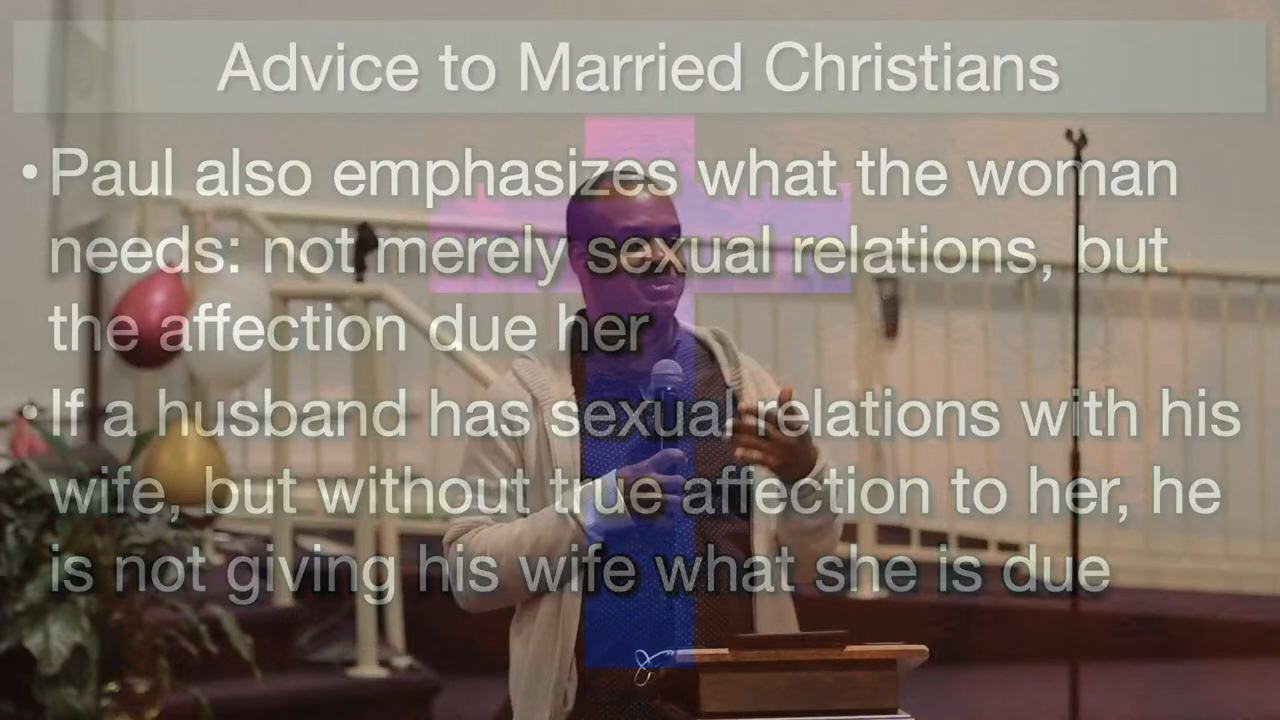 Advice to Married Christians
• Paul also emphasizes what the woman
needs: not merely sexual relations, but
the affection due her
• If a husband has sexual relations with his
wife, but without true affection to her, he
is not giving his wife what she is due